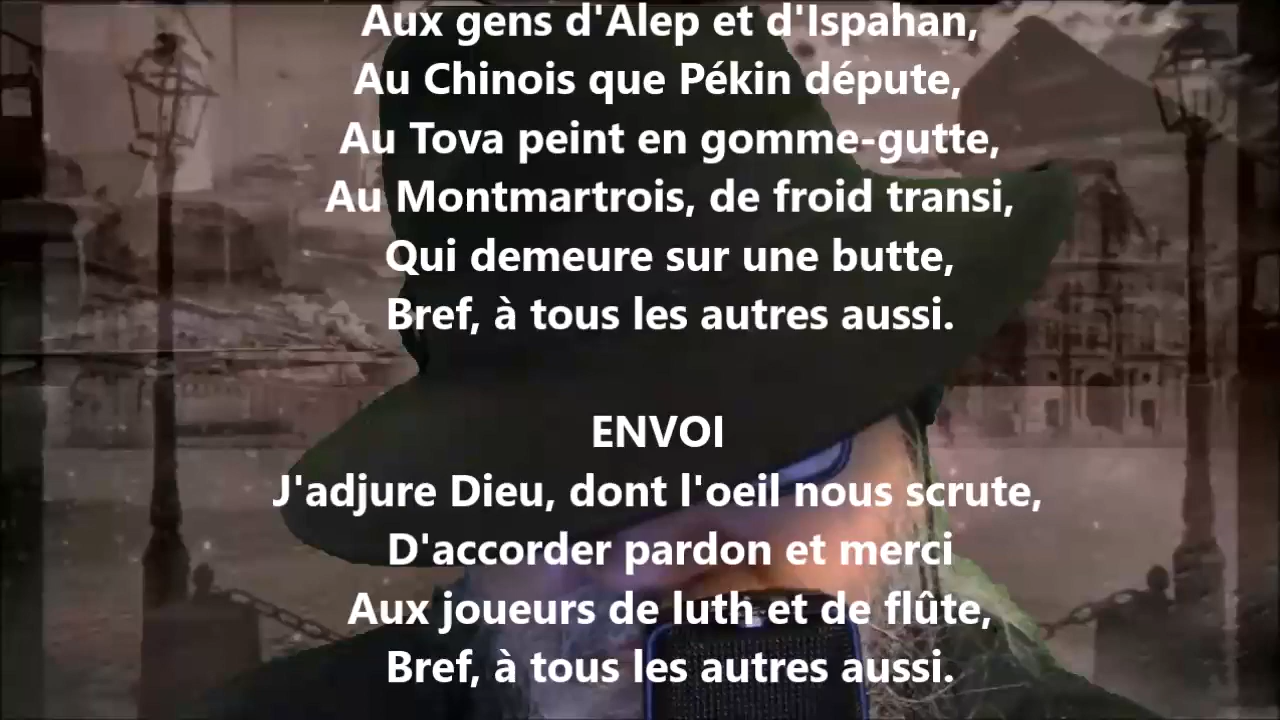 Aux gens d'Alep et d'Ispahan,
Au Chinois que Pékin députe,
Au Tova peint en gomme-gutte,
Au Montmartrois, de froid transi,
Qui demeure sur une butte,
Bref, à tous les autres aussi.
ENVOI
J'adjure Dieu, dont l'oeil nous scrute,
D'accorder pardon et merci
Aux joueurs de luth et de flûte,
Bref, à tous les autres aussi.